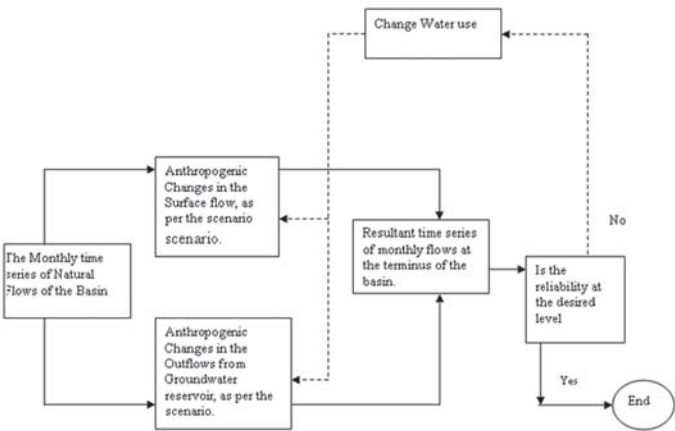 Change Water use
Anthropogenic
Changes in the
Surface flow, as
per the scenario
scenario.
The Monthly time
series of Natural
Flows of the Basin
Resultant time series
of monthly flows at
the terminus of the
basin.
No
Is the
reliability at
the desired
level
Anthropogenic
Changes in the
Outflows from
Groundwater
reservoir, as per the
scenario.
Yes
End